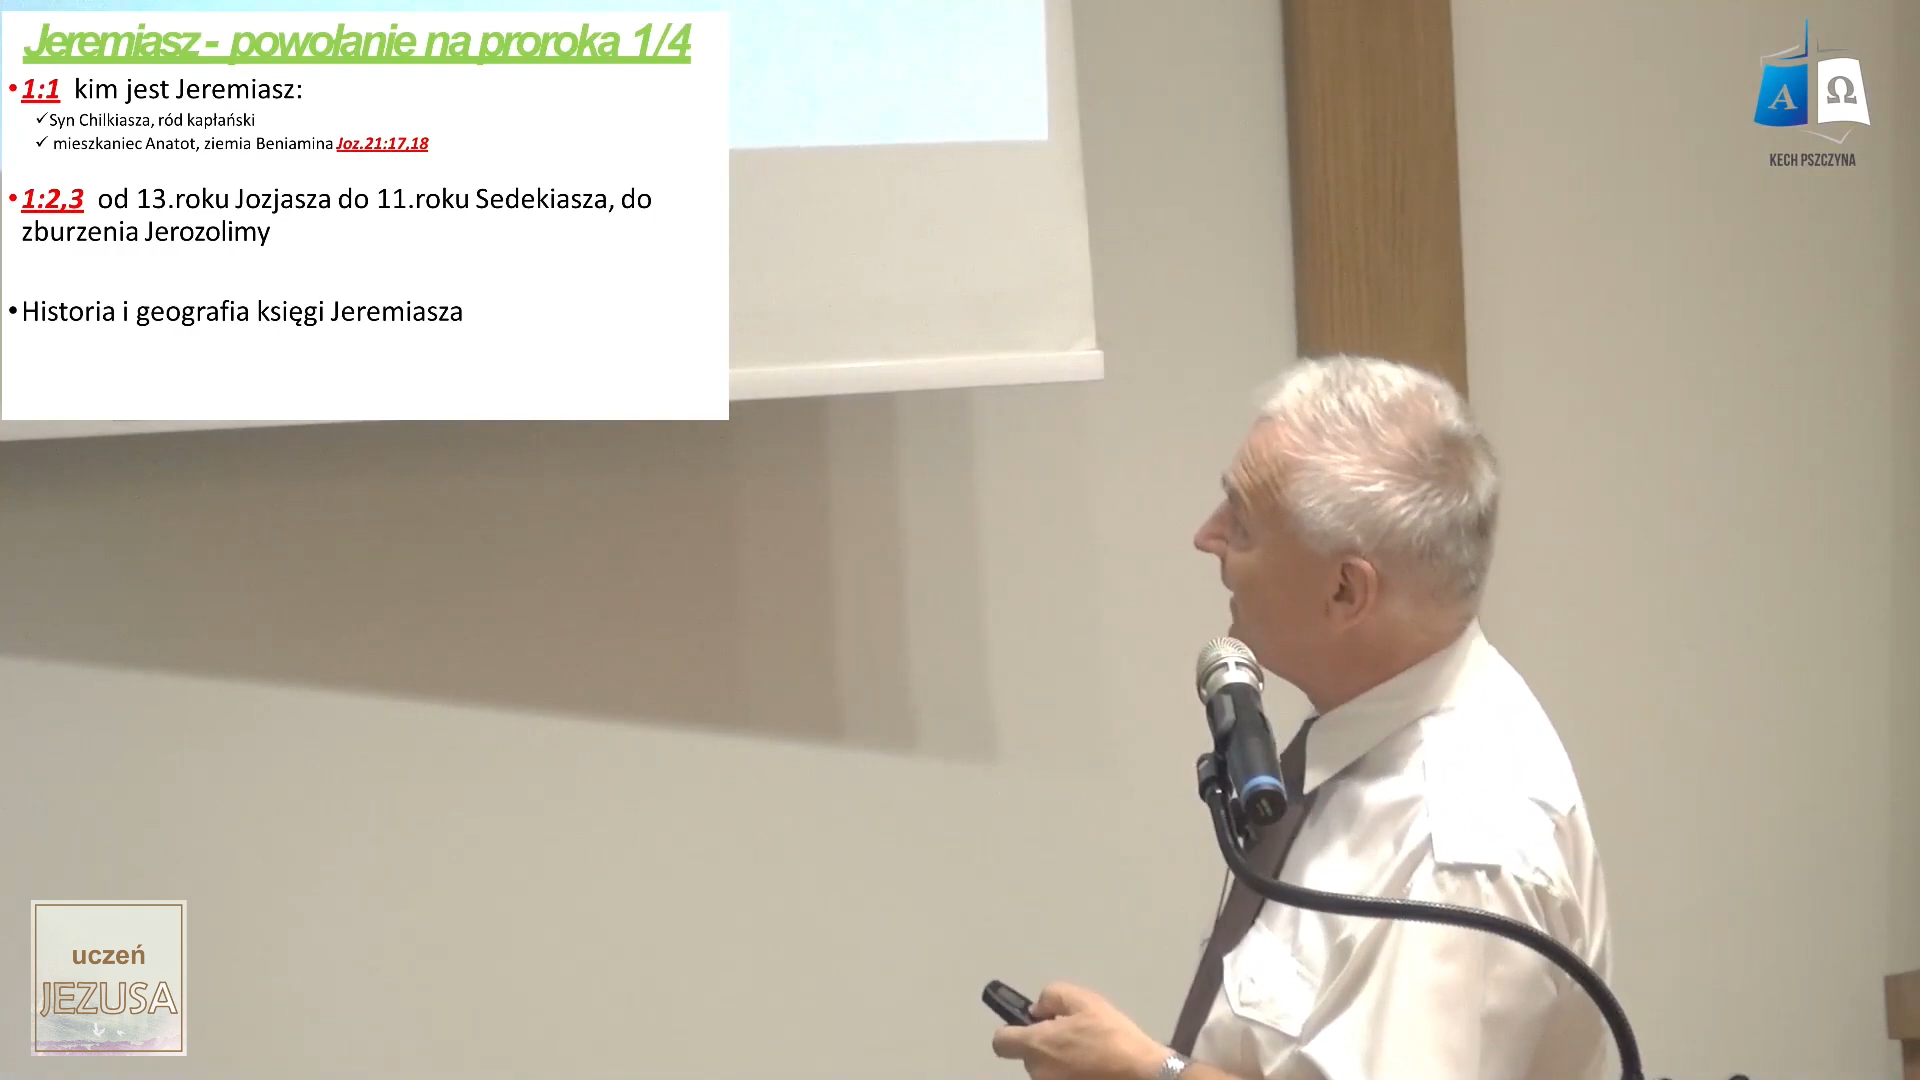 Jeremiasz - powołanie na proroka 1/4
•1:1 kim jest Jeremiasz:
✓Syn Chilkiasza, ród kapłański
✓ mieszkaniec Anatot, ziemia Beniamina Joz.21:17,18
•1:2,3 od 13.roku Jozjasza do 11.roku Sedekiasza, do
zburzenia Jerozolimy
•Historia i geografia księgi Jeremiasza
A Ω
KECH PSZCZYNA
uczeń
JEZUSA